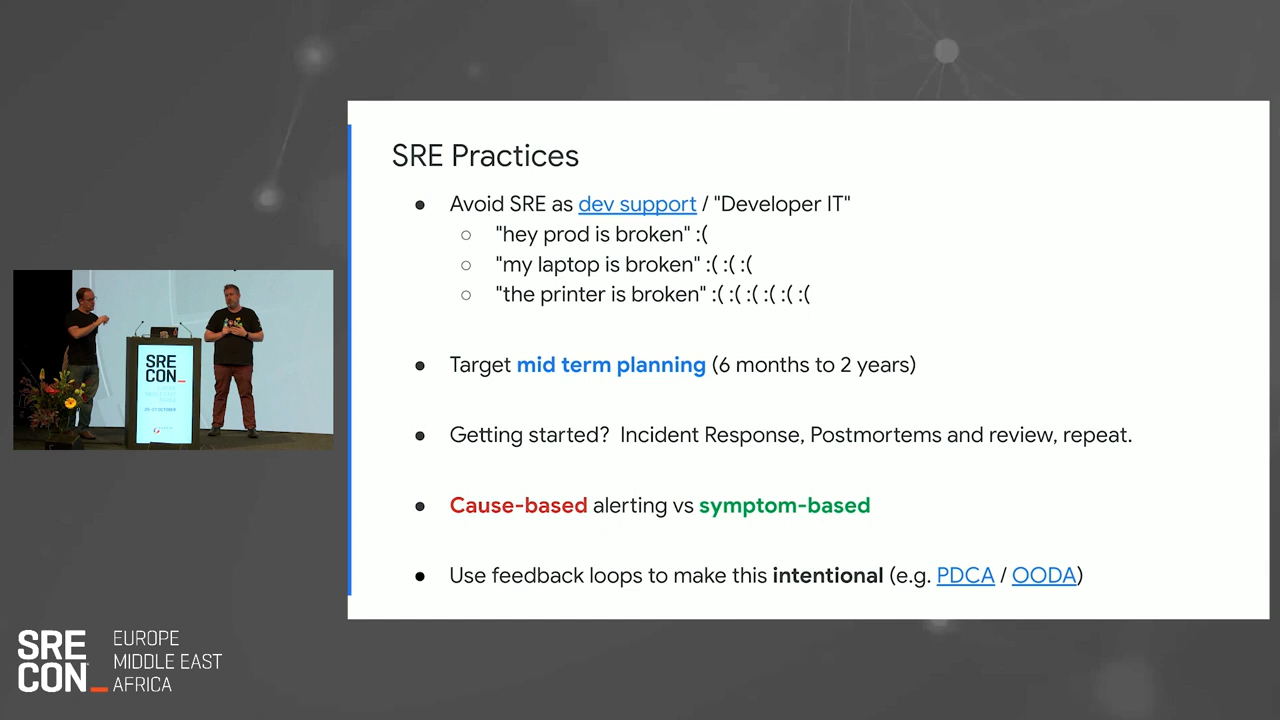 SRE Practices
● Avoid SRE as dev support / "Developer IT"
○ "hey prod is broken" :(
○ "my laptop is broken" :( :( :(
○ "the printer is broken" :( :( :( :( :( :(
● Target mid term planning (6 months to 2 years)
● Getting started? Incident Response, Postmortems and review, repeat.
● Cause-based alerting vs symptom-based
● Use feedback loops to make this intentional (e.g. PDCA / OODA)
SRE
CON_
SRE
CON_
EUROPE
MIDDLE EAST
AFRICA